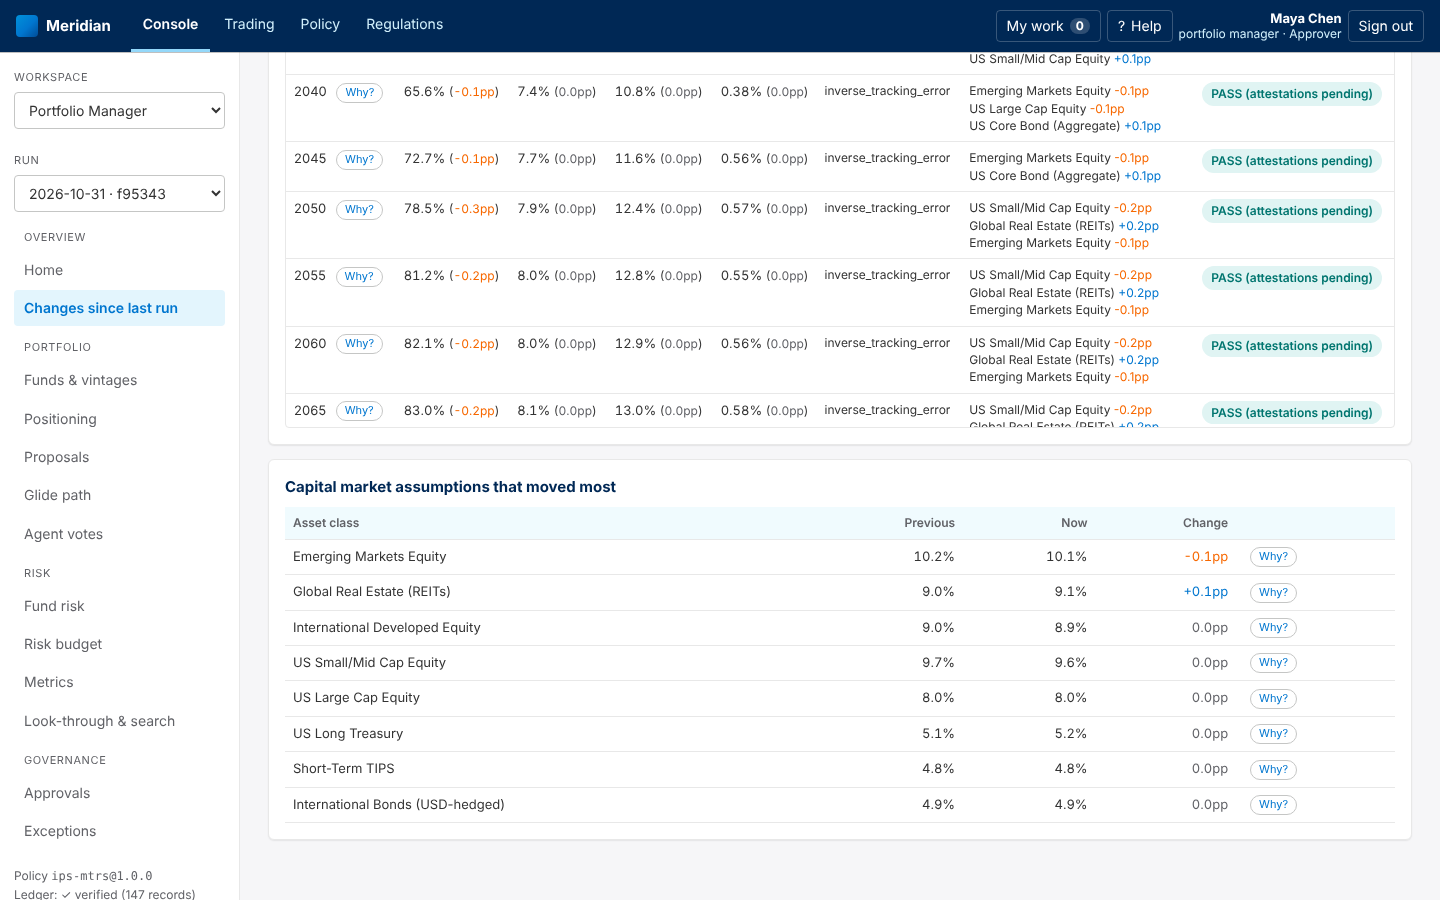 Meridian
Console
Trading
Policy
Regulations
My work 0
? Help
Maya Chen
portfolio manager · Approver
Sign out
WORKSPACE
Portfolio Manager
RUN
2026-10-31 · f95343
OVERVIEW
Home
Changes since last run
PORTFOLIO
Funds & vintages
Positioning
Proposals
Glide path
Agent votes
RISK
Fund risk
Risk budget
Metrics
Look-through & search
GOVERNANCE
Approvals
Exceptions
Policy ips-mtrs@1.0.0
Ledger: ✓ verified (147 records)
US Small/Mid Cap Equity +0.1pp
2040 Why? 65.6% (-0.1pp) 7.4% (0.0pp) 10.8% (0.0pp) 0.38% (0.0pp) inverse_tracking_error Emerging Markets Equity -0.1pp PASS (attestations pending)
US Large Cap Equity -0.1pp
US Core Bond (Aggregate) +0.1pp
2045 Why? 72.7% (-0.1pp) 7.7% (0.0pp) 11.6% (0.0pp) 0.56% (0.0pp) inverse_tracking_error Emerging Markets Equity -0.1pp PASS (attestations pending)
US Core Bond (Aggregate) +0.1pp
2050 Why? 78.5% (-0.3pp) 7.9% (0.0pp) 12.4% (0.0pp) 0.57% (0.0pp) inverse_tracking_error US Small/Mid Cap Equity -0.2pp PASS (attestations pending)
Global Real Estate (REITs) +0.2pp
Emerging Markets Equity -0.1pp
2055 Why? 81.2% (-0.2pp) 8.0% (0.0pp) 12.8% (0.0pp) 0.55% (0.0pp) inverse_tracking_error US Small/Mid Cap Equity -0.2pp PASS (attestations pending)
Global Real Estate (REITs) +0.2pp
Emerging Markets Equity -0.1pp
2060 Why? 82.1% (-0.2pp) 8.0% (0.0pp) 12.9% (0.0pp) 0.56% (0.0pp) inverse_tracking_error US Small/Mid Cap Equity -0.2pp PASS (attestations pending)
Global Real Estate (REITs) +0.2pp
Emerging Markets Equity -0.1pp
2065 Why? 83.0% (-0.2pp) 8.1% (0.0pp) 13.0% (0.0pp) 0.58% (0.0pp) inverse_tracking_error US Small/Mid Cap Equity -0.2pp PASS (attestations pending)
Global Real Estate (REITs) +0.2pp
Capital market assumptions that moved most
Asset class Previous Now Change
Emerging Markets Equity 10.2% 10.1% -0.1pp Why?
Global Real Estate (REITs) 9.0% 9.1% +0.1pp Why?
International Developed Equity 9.0% 8.9% 0.0pp Why?
US Small/Mid Cap Equity 9.7% 9.6% 0.0pp Why?
US Large Cap Equity 8.0% 8.0% 0.0pp Why?
US Long Treasury 5.1% 5.2% 0.0pp Why?
Short-Term TIPS 4.8% 4.8% 0.0pp Why?
International Bonds (USD-hedged) 4.9% 4.9% 0.0pp Why?